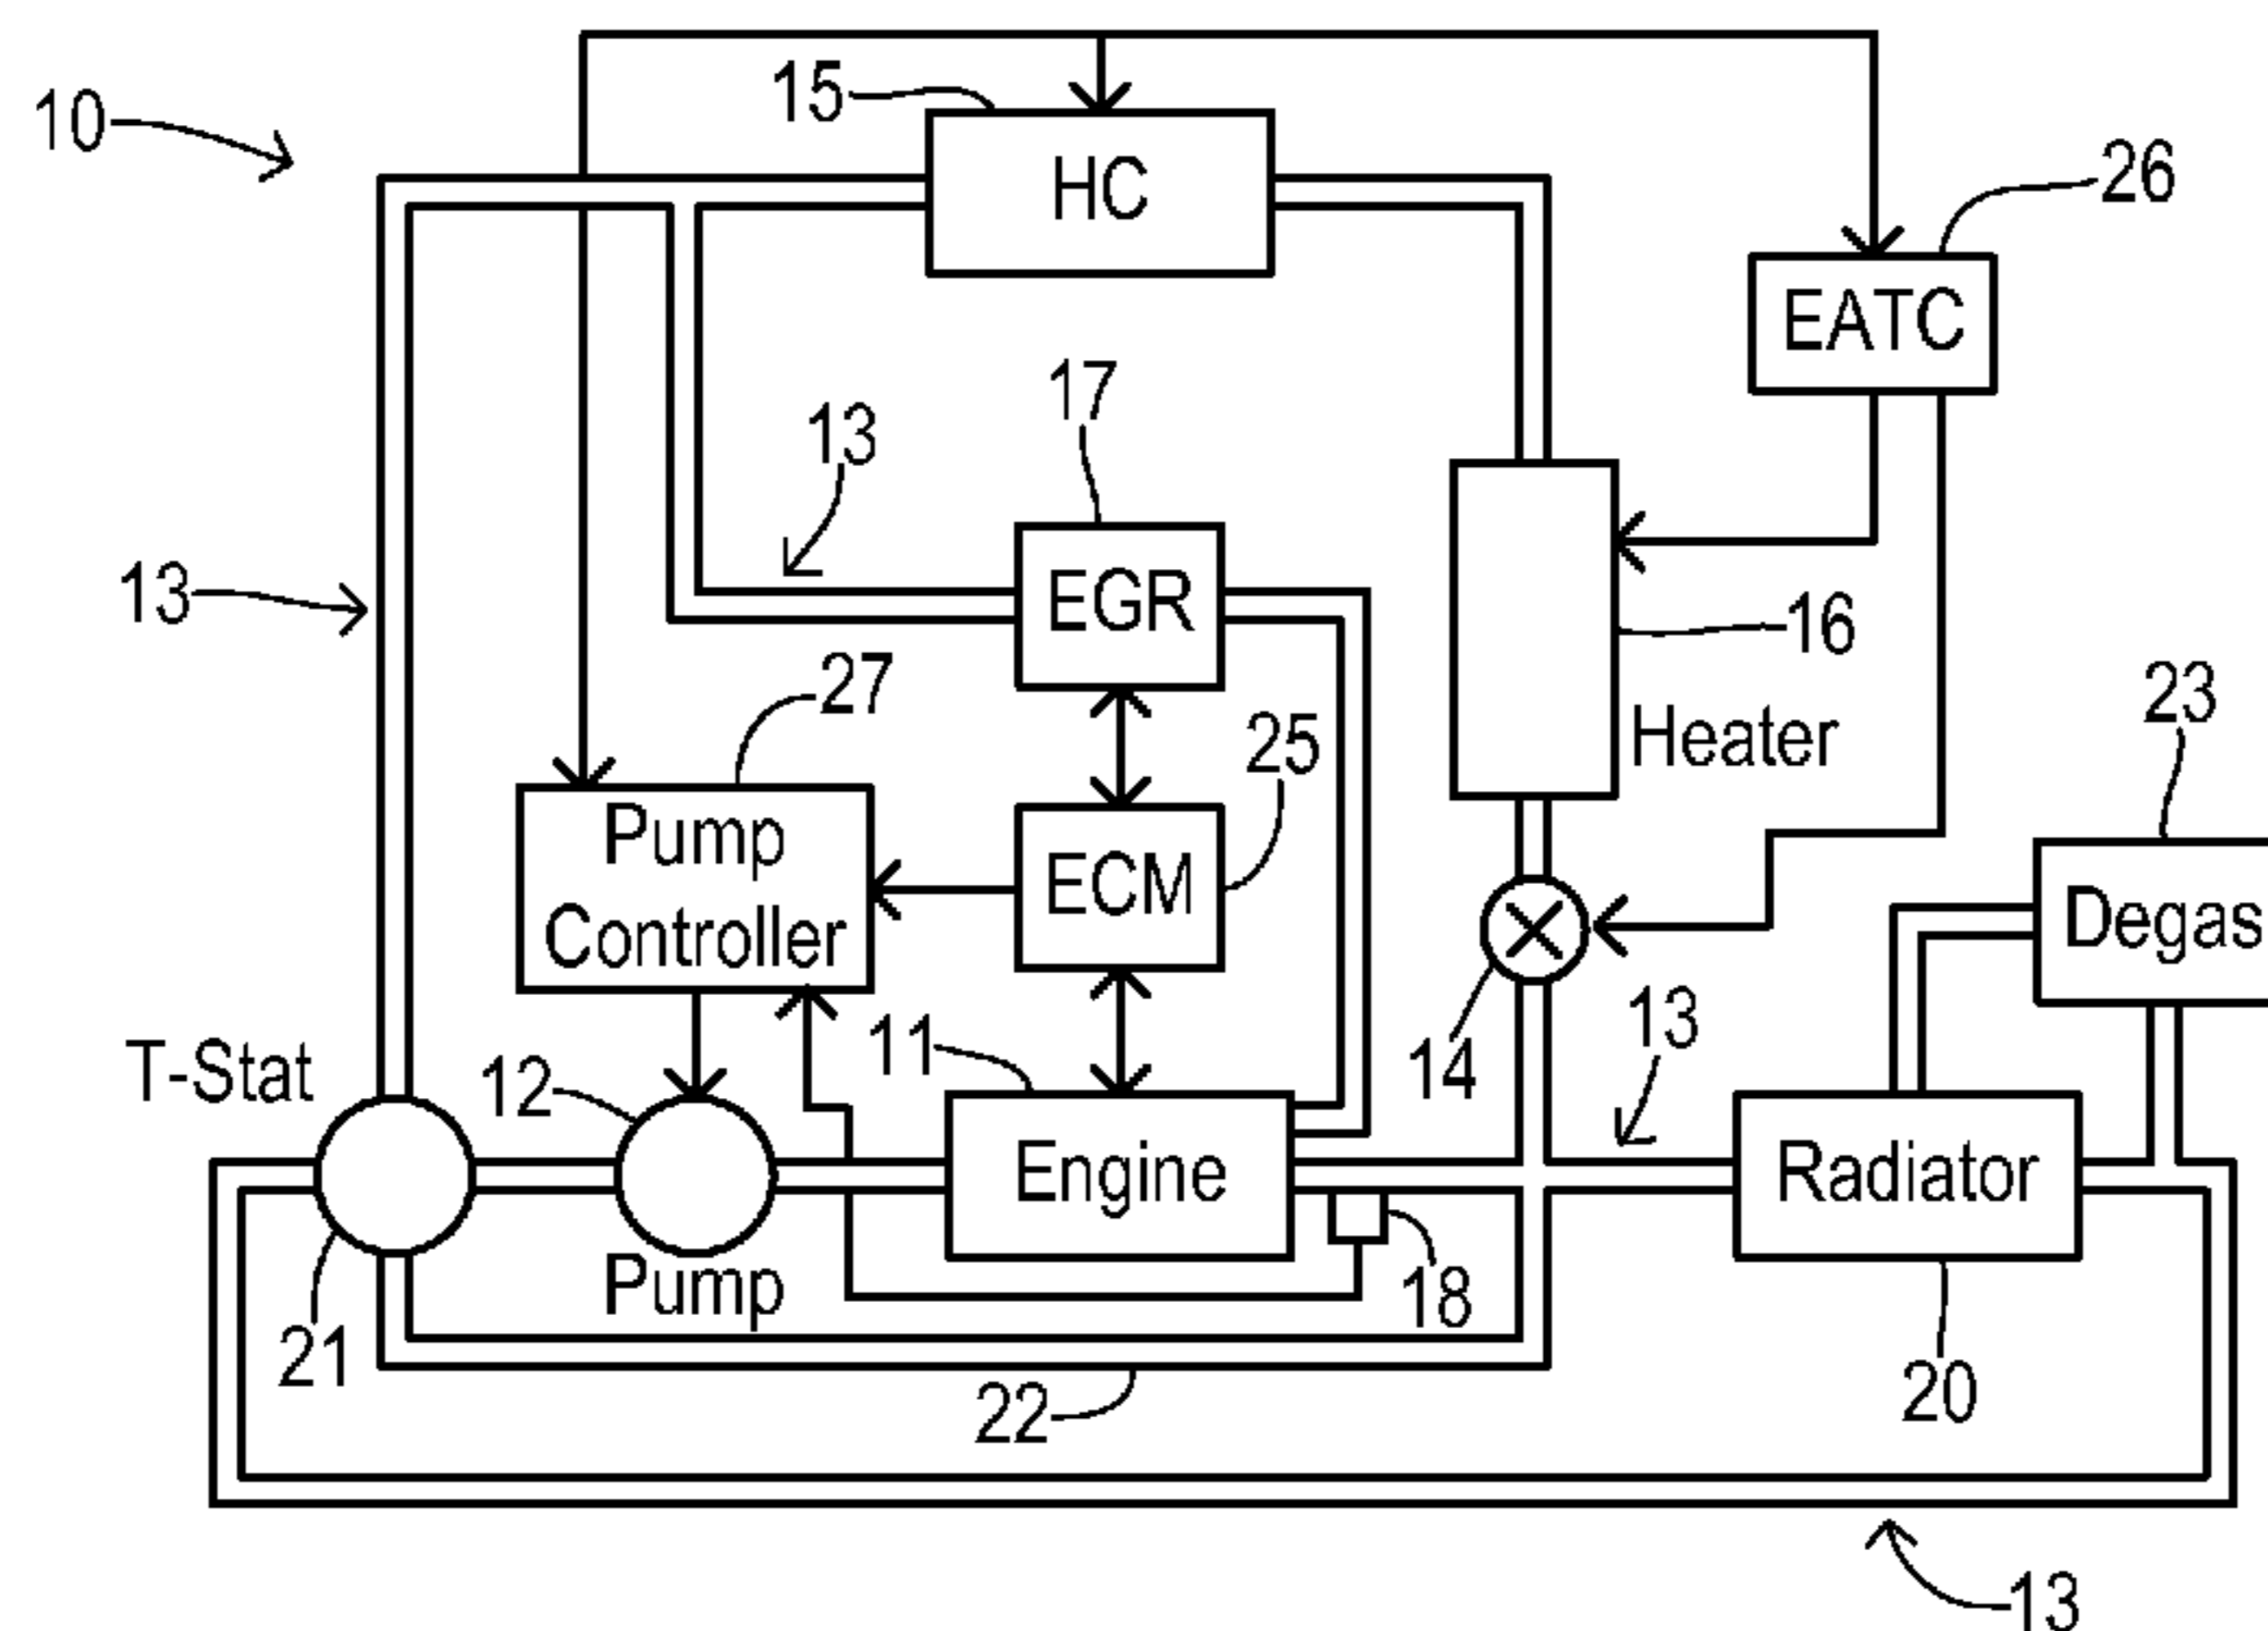 15
10
HC
26
EATC
17
13
EGR
13
16
27
23
25
Heater
Pump
Controller
ECM
Degas
13
11
14
T-Stat
12
Engine
Radiator
Pump
18
21
22
20
13